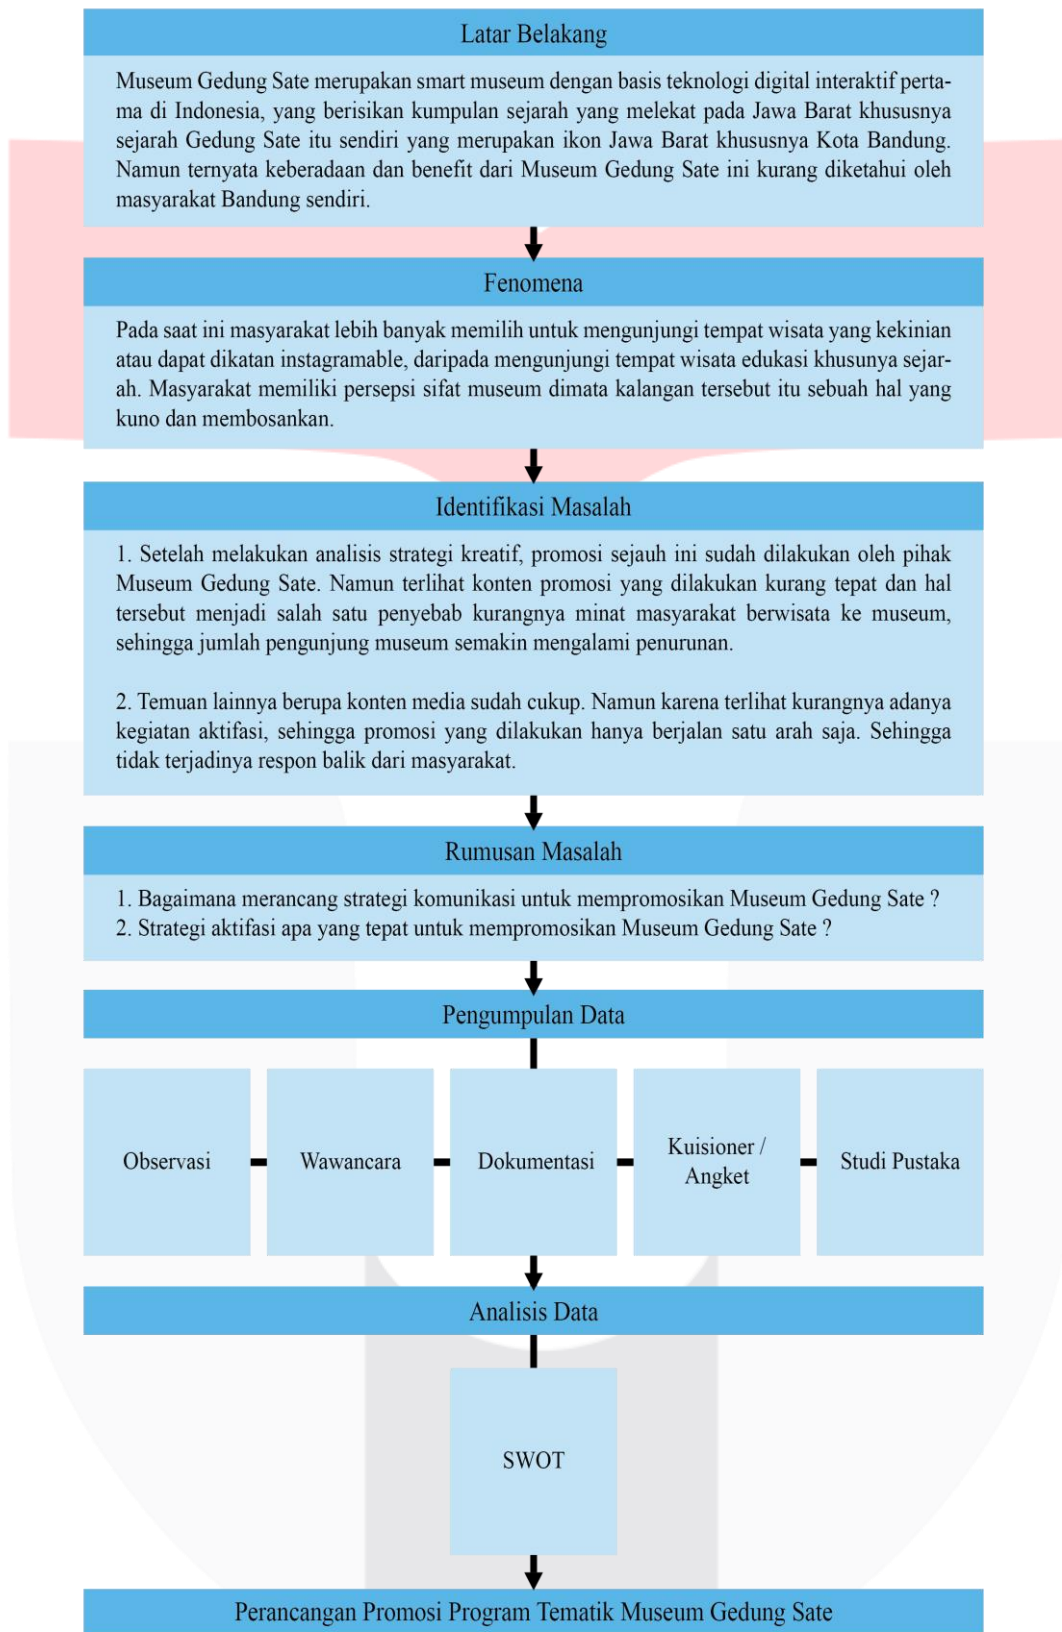 Latar Belakang
Museum Gedung Sate merupakan smart museum dengan basis teknologi digital interaktif perta-
ma di Indonesia, yang berisikan kumpulan sejarah yang melekat pada Jawa Barat khususnya
sejarah Gedung Sate itu sendiri yang merupakan ikon Jawa Barat khususnya Kota Bandung.
Namun ternyata keberadaan dan benefit dari Museum Gedung Sate ini kurang diketahui oleh
masyarakat Bandung sendiri.
Fenomena
Pada saat ini masyarakat lebih banyak memilih untuk mengunjungi tempat wisata yang kekinian
atau dapat dikatan instagramable, daripada mengunjungi tempat wisata edukasi khusunya sejar-
ah. Masyarakat memiliki persepsi sifat museum dimata kalangan tersebut itu sebuah hal yang
kuno dan membosankan.
Identifikasi Masalah
1. Setelah melakukan analisis strategi kreatif, promosi sejauh ini sudah dilakukan oleh pihak
Museum Gedung Sate. Namun terlihat konten promosi yang dilakukan kurang tepat dan hal
tersebut menjadi salah satu penyebab kurangnya minat masyarakat berwisata ke museum,
sehingga jumlah pengunjung museum semakin mengalami penurunan.
2. Temuan lainnya berupa konten media sudah cukup. Namun karena terlihat kurangnya adanya
kegiatan aktifasi, sehingga promosi yang dilakukan hanya berjalan satu arah saja. Sehingga
tidak terjadinya respon balik dari masyarakat.
Rumusan Masalah
1. Bagaimana merancang strategi komunikasi untuk mempromosikan Museum Gedung Sate ?
2. Strategi aktifasi apa yang tepat untuk mempromosikan Museum Gedung Sate ?
Pengumpulan Data
Observasi
Wawancara
Dokumentasi
Kuisioner /
Angket
Studi Pustaka
Analisis Data
SWOT
Perancangan Promosi Program Tematik Museum Gedung Sate